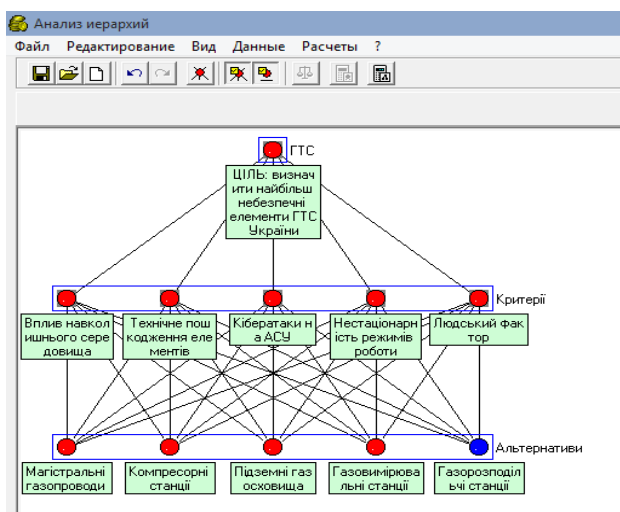 Анализ иерархий
Файл Редактирование Вид Данные Расчеты ?
ГТС
ЦІЛЬ: визнач
ити найбільш
небезпечні
елементи ГТС
України
Критерії
Вплив навкол
ишнього сере
довища
Технічне пош
кодження еле
ментів
Кібератаки н
а АСУ
Нестаціонарн
ість режимів
роботи
Людський фак
тор
Альтернативи
Магістральні
газопроводи
Компресорні
станції
Підземні газ
осховища
Газовимірюва
льні станції
Газорозподіл
ьчі станції